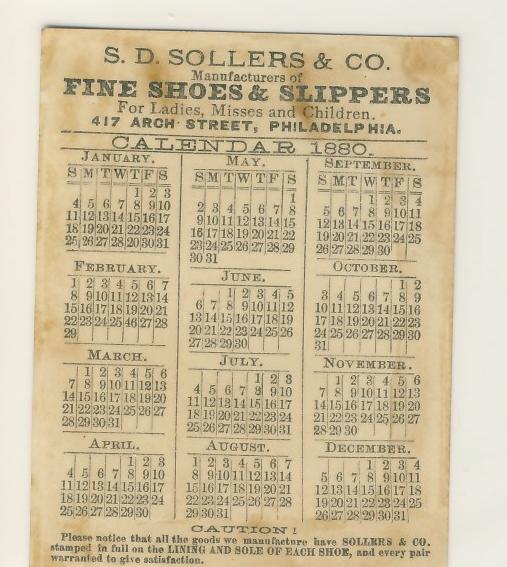 S. D. SOLLERS & CO.
Manufacturers of
FINE SHOES & SLIPPERS
For Ladies, Misses and Children.
417 ARCH STREET, PHILADELPHIA.
CALENDAR 1880.
JANUARY.
S M T W T F S
1 2 3
4 5 6 7 8 9 10
11 12 13 14 15 16 17
18 19 20 21 22 23 24
25 26 27 28 29 30 31
FEBRUARY.
1 2 3 4 5 6 7
8 9 10 11 12 13 14
15 16 17 18 19 20 21
22 23 24 25 46 27 28
29
MARCH.
1 2 3 4 5 6
7 8 9 10 11 12 13
14 15 16 17 18 19 20
21 22 23 24 25 26 27
28 29 30 31
APRIL.
1 2 3
4 5 6 7 8 9 10
11 12 13 14 15 16 17
18 19 20 21 22 23 24
25 26 27 28 29 30
MAY.
S M T W T F S
1
2 3 4 5 6 7 8
9 10 11 12 13 14 15
16 17 18 19 20 21 22
23 24 25 26 27 28 29
30 31
JUNE.
1 2 3 4 5
6 7 8 9 10 11 12
13 14 15 16 17 18 19
20 21 22 23 24 25 26
27 28 29 30
JULY.
1 2 3
4 5 6 7 8 9 10
11 12 13 14 15 16 17
18 19 20 21 22 23 24
25 26 27 28 29 30 31
AUGUST.
1 2 3 4 5 6 7
8 9 10 11 12 13 14
15 16 17 18 19 20 21
22 23 24 25 26 27 28
29 30 31
SEPTEMBER.
S M T W T F S
1 2 3 4
5 6 7 8 9 10 11
12 13 14 15 16 17 18
19 20 21 22 23 24 25
26 27 28 29 30
OCTOBER.
1 2
3 4 5 6 7 8 9
10 11 12 13 14 15 16
17 18 19 20 21 22 23
24 25 26 27 28 29 30
31
NOVEMBER.
1 2 3 4 5 6
7 8 9 10 11 12 13
14 15 16 17 18 19 20
21 22 23 24 25 26 27
28 29 30
DECEMBER.
1 2 3 4
5 6 7 8 9 10 11
12 13 14 15 16 17 18
19 20 21 22 23 24 25
26 27 28 29 30 31
CAUTION!
Please notice that all the goods we manufacture have SOLLERS & CO.
stamped in full on the LINING AND SOLE OF EACH SHOE, and every pair
warranted to give satisfaction.